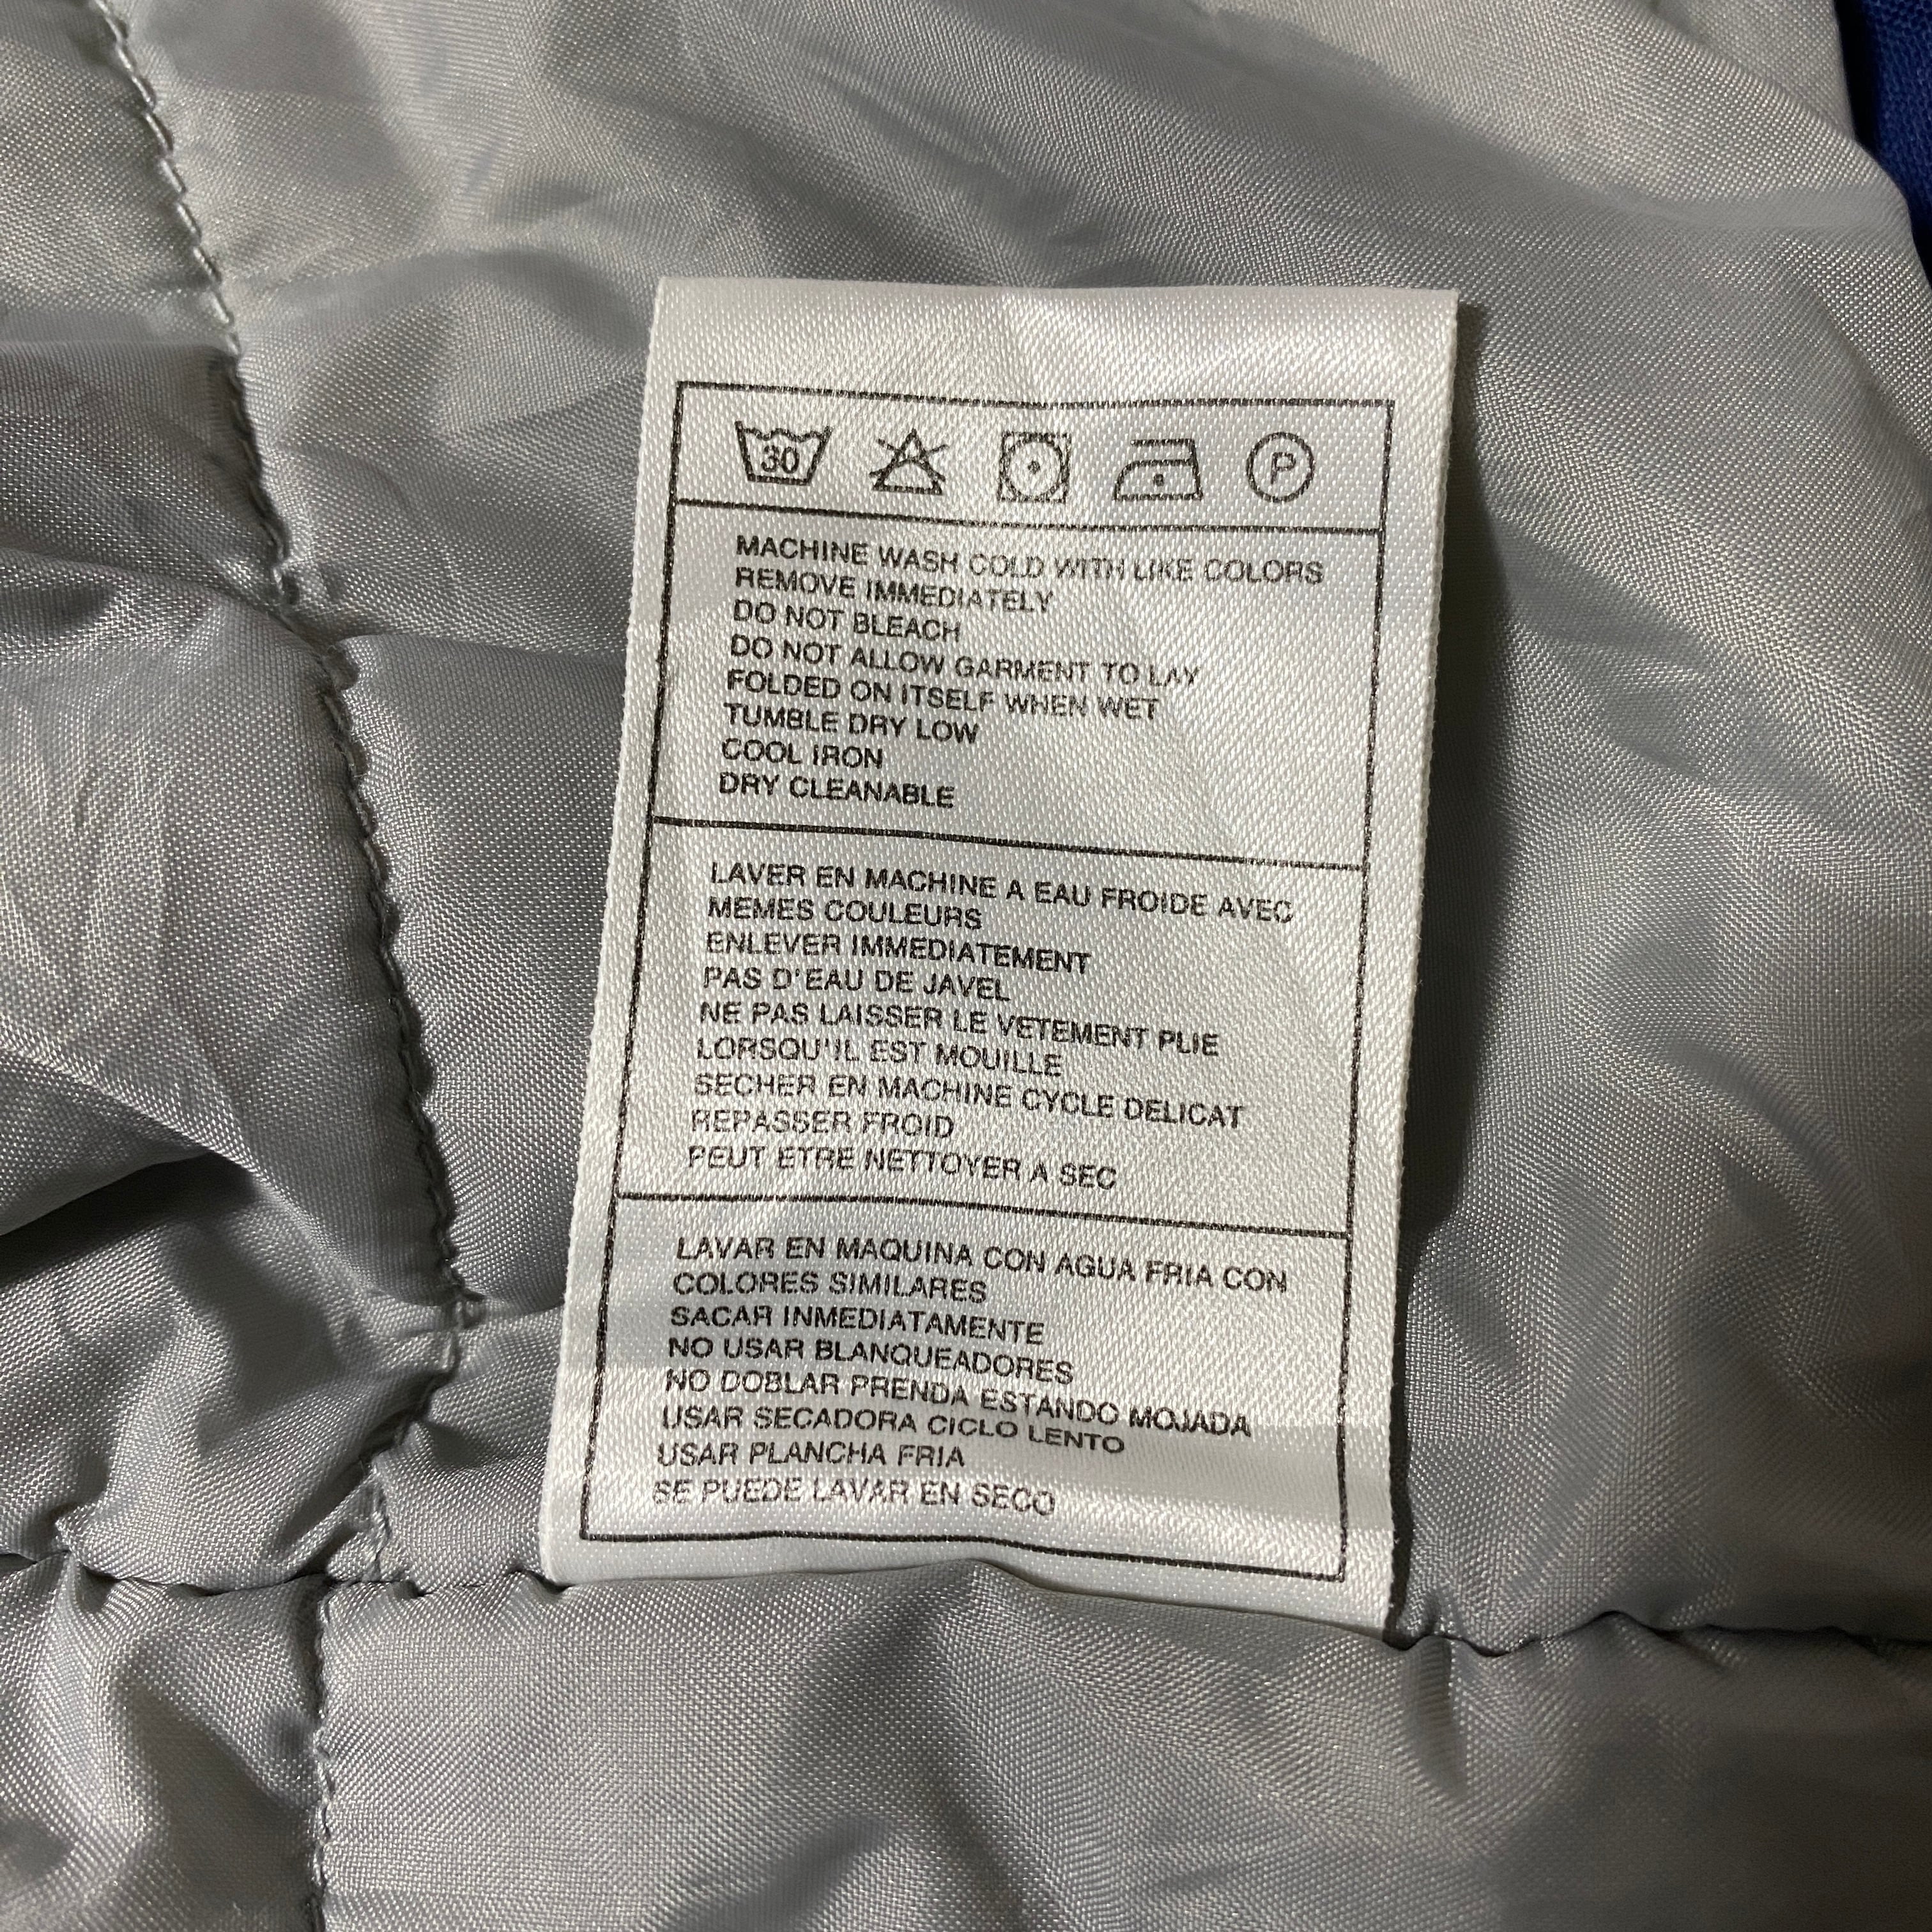 30
P
MACHINE WASH COLD WITH LIKE COLORS
REMOVE IMMEDIATELY
DO NOT BLEACH
DO NOT ALLOW GARMENT TO LAY
FOLDED ON ITSELF WHEN WET
TUMBLE DRY LOW
COOL IRON
DRY CLEANABLE
LAVER EN MACHINE A EAU FROIDE AVEC
MEMES COULEURS
ENLEVER IMMEDIATEMENT
PAS D'EAU DE JAVEL
NE PAS LAISSER LE VETEMENT PLIE
LORSQU'IL EST MOUILLE
SECHER EN MACHINE CYCLE DELICAT
REPASSER FROID
PEUT ETRE NETTOYER A SEC
LAVAR EN MAQUINA CON AGUA FRIA CON
COLORES SIMILARES
SACAR INMEDIATAMENTE
NO USAR BLANQUEADORES
NO DOBLAR PRENDA ESTANDO MOJADA
USAR SECADORA CICLO LENTO
USAR PLANCHA FRIA
SE PUEDE LAVAR EN SECO